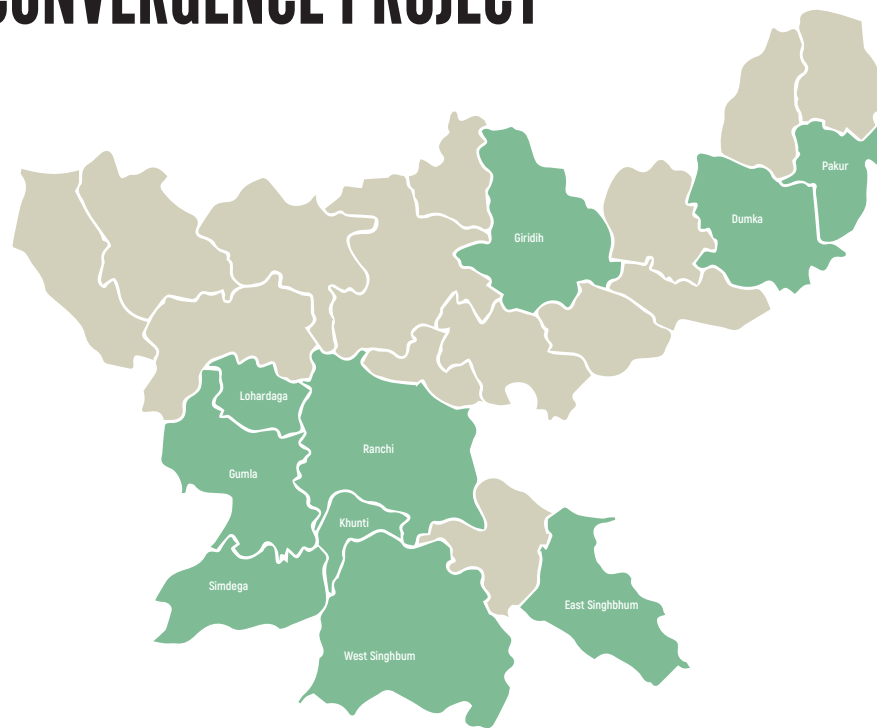 CONVERGENCE PROJECT
Pakur
Dumka
Giridih
Lohardaga
Ranchi
Gumla
Khunti
Simdega
East Singhbhum
West Singhbum